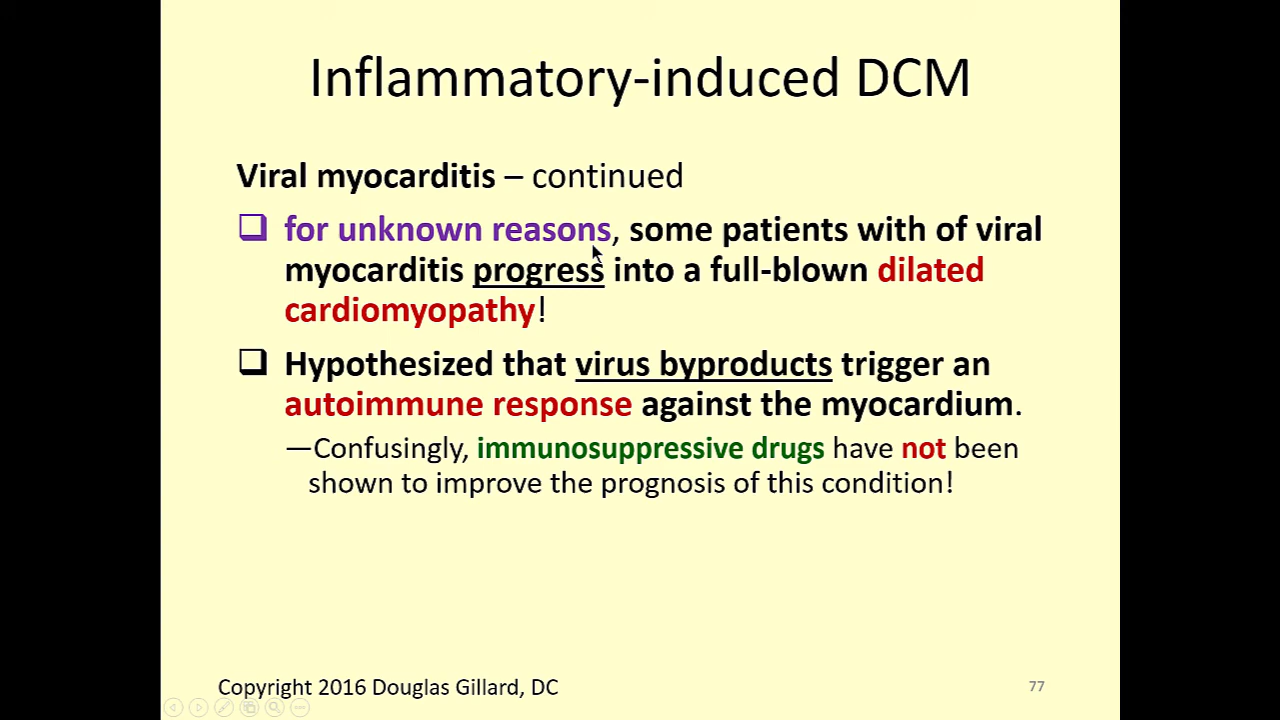 Inflammatory-induced DCM
Viral myocarditis – continued
for unknown reasons, some patients with of viral
myocarditis progress into a full-blown dilated
cardiomyopathy!
Hypothesized that virus byproducts trigger an
autoimmune response against the myocardium.
—Confusingly, immunosuppressive drugs have not been
shown to improve the prognosis of this condition!
Copyright 2016 Douglas Gillard, DC
77